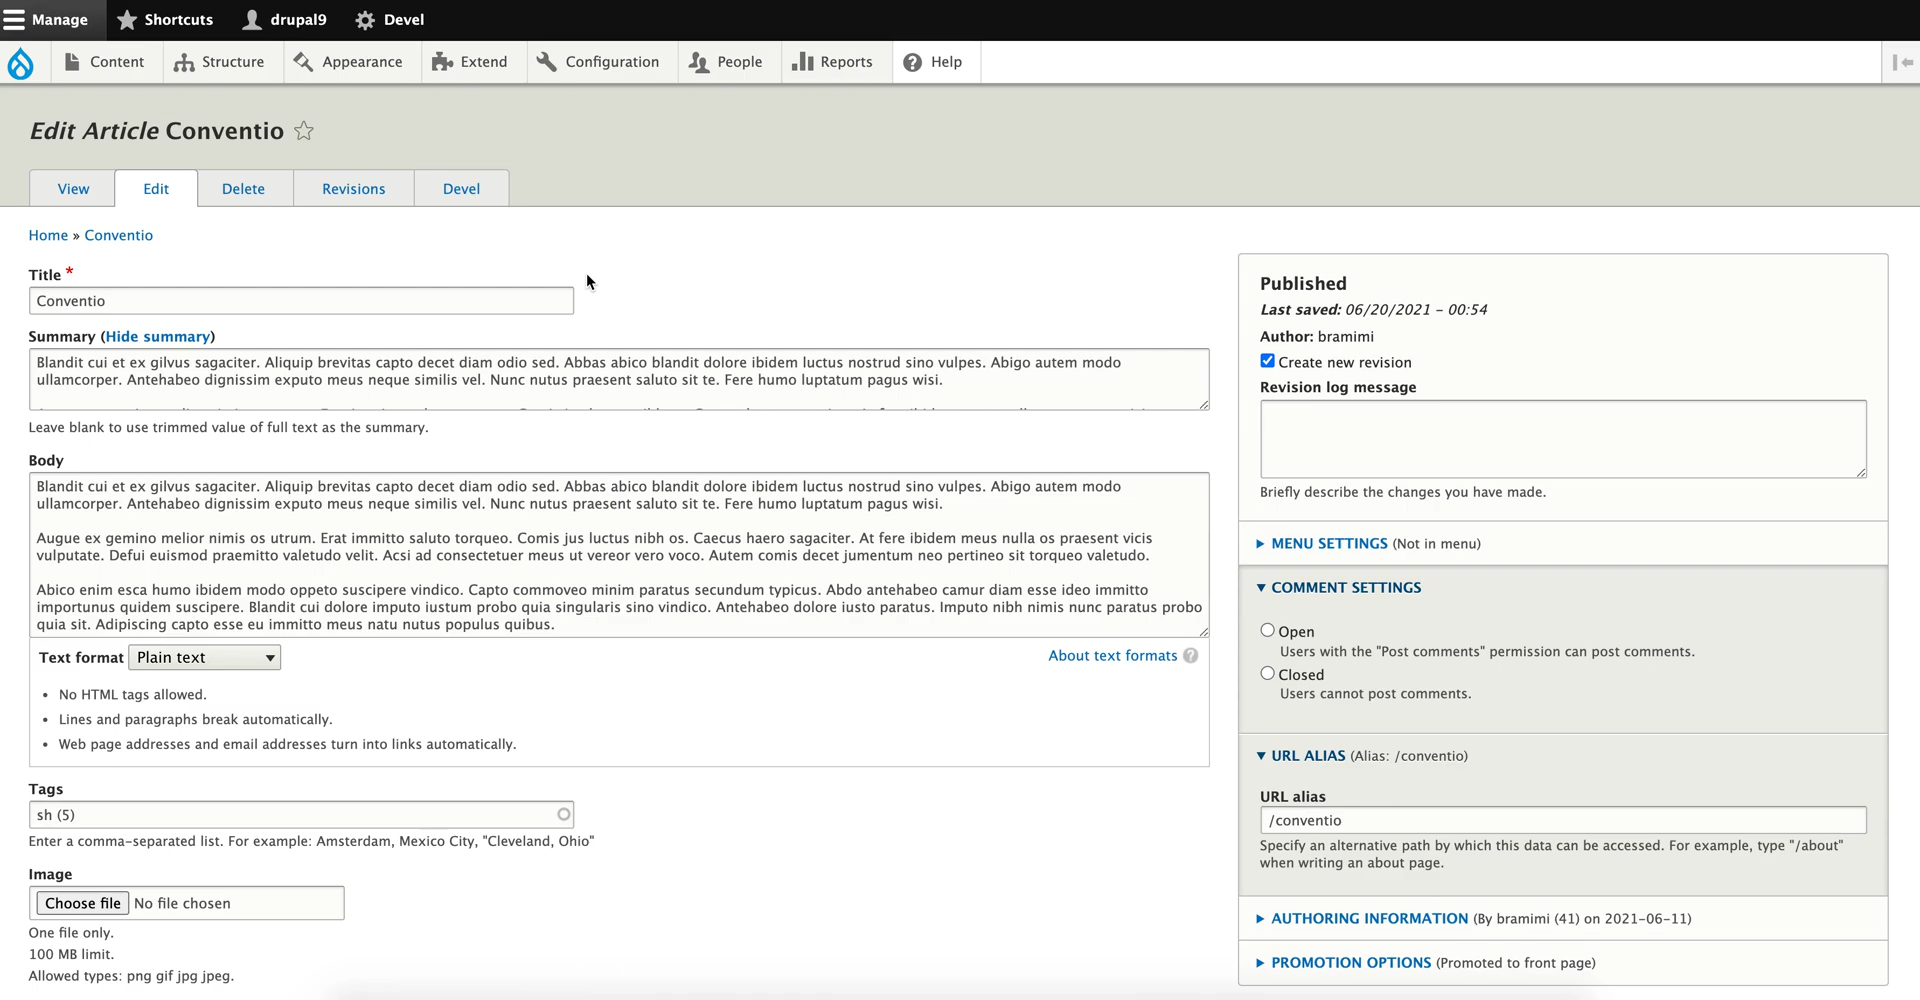 Manage Shortcuts drupal9 Devel
Content Structure Appearance Extend Configuration People Reports Help
Edit Article Conventio
View Edit Delete Revisions Devel
Home » Conventio
Title *
Conventio
Summary (Hide summary)
Blandit cui et ex gilvus sagaciter. Aliquip brevitas capto decet diam odio sed. Abbas abico blandit dolore ibidem luctus nostrud sino vulpes. Abigo autem modo
ullamcorper. Antehabeo dignissim exputo meus neque similis vel. Nunc nutus praesent saluto sit te. Fere humo luptatum pagus wisi.
Leave blank to use trimmed value of full text as the summary.
Body
Blandit cui et ex gilvus sagaciter. Aliquip brevitas capto decet diam odio sed. Abbas abico blandit dolore ibidem luctus nostrud sino vulpes. Abigo autem modo
ullamcorper. Antehabeo dignissim exputo meus neque similis vel. Nunc nutus praesent saluto sit te. Fere humo luptatum pagus wisi.
Augue ex gemino melior nimis os utrum. Erat immitto saluto torqueo. Comis jus luctus nibh os. Caecus haero sagaciter. At fere ibidem meus nulla os praesent vicis
vulputate. Defui euismod praemitto valetudo velit. Acsi ad consectetuer meus ut vereor vero voco. Autem comis decet jumentum neo pertineo sit torqueo valetudo.
Abico enim esca humo ibidem modo oppeto suscipere vindico. Capto commoveo minim paratus secundum typicus. Abdo antehabeo camur diam esse ideo immitto
importunus quidem suscipere. Blandit cui dolore imputo iustum probo quia singularis sino vindico. Antehabeo dolore iusto paratus. Imputo nibh nimis nunc paratus probo
quia sit. Adipiscing capto esse eu immitto meus natu nutus populus quibus.
Text format Plain text About text formats ?
• No HTML tags allowed.
• Lines and paragraphs break automatically.
• Web page addresses and email addresses turn into links automatically.
Tags
sh (5)
Enter a comma-separated list. For example: Amsterdam, Mexico City, "Cleveland, Ohio"
Image
Choose file No file chosen
One file only.
100 MB limit.
Allowed types: png gif jpg jpeg.
Published
Last saved: 06/20/2021 - 00:54
Author: bramimi
Create new revision
Revision log message
Briefly describe the changes you have made.
MENU SETTINGS (Not in menu)
COMMENT SETTINGS
Open
Users with the "Post comments" permission can post comments.
Closed
Users cannot post comments.
URL ALIAS (Alias: /conventio)
URL alias
/conventio
Specify an alternative path by which this data can be accessed. For example, type "/about"
when writing an about page.
AUTHORING INFORMATION (By bramimi (41) on 2021-06-11)
PROMOTION OPTIONS (Promoted to front page)